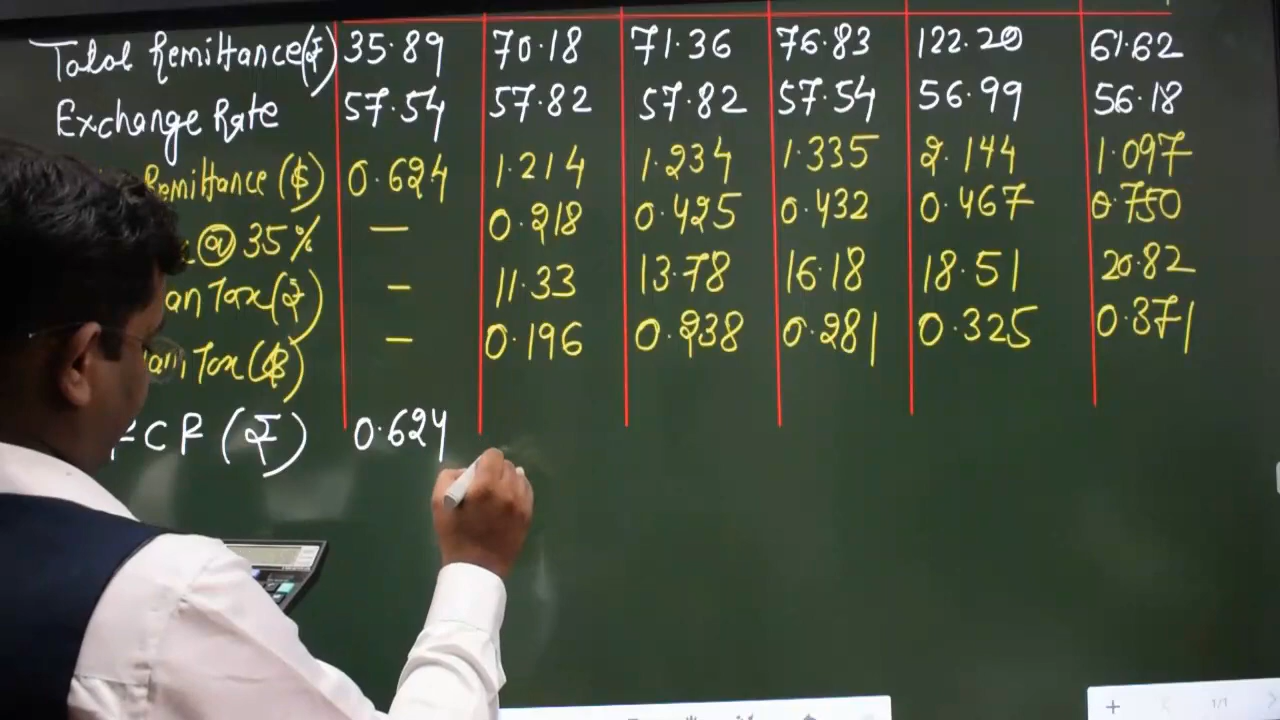 Total Remittance(₹) 35.89 70.18 71.36 76.83 122.20 61.62
Exchange Rate 57.54 57.82 57.82 57.54 56.99 56.18
Remittance ($) 0.624 1.214 1.234 1.335 2.144 1.097
@ 35% — 0.218 0.425 0.432 0.467 0.750
Tax(₹) - 11.33 13.78 16.18 18.51 20.82
Tax($) - 0.196 0.238 0.281 0.325 0.371
FCF (₹) 0.624
1/1